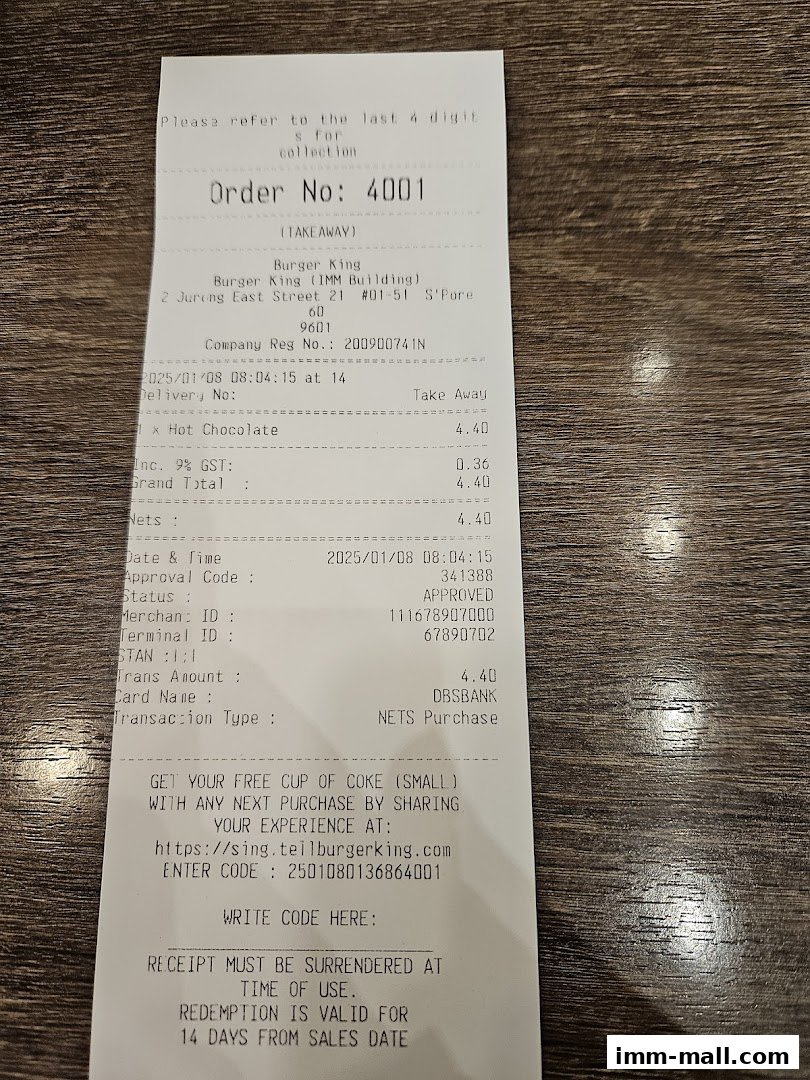 Please refer to the last 4 digit
s for
collection
Order No: 4001
(TAKEAWAY)
Burger King
Burger King (IMM Building)
2 Jurong East Street 21 #01-51 S'Pore
60
9601
Company Reg No.: 200900741N
2025/01/08 08:04:15 at 14
Delivery No: Take Away
1 x Hot Chocolate 4.40
Inc. 9% GST: 0.36
Grand Total : 4.40
Nets : 4.40
Date & Time 2025/01/08 08:04:15
Approval Code : 341388
Status : APPROVED
Merchant ID : 111678907000
Terminal ID : 67890702
STAN :
Trans Amount : 4.40
Card Name : DBSBANK
Transaction Type : NETS Purchase
GET YOUR FREE CUP OF COKE (SMALL)
WITH ANY NEXT PURCHASE BY SHARING
YOUR EXPERIENCE AT:
https://sing.tellburgerking.com
ENTER CODE : 2501080136864001
WRITE CODE HERE:
RECEIPT MUST BE SURRENDERED AT
TIME OF USE.
REDEMPTION IS VALID FOR
14 DAYS FROM SALES DATE
imm-mall.com